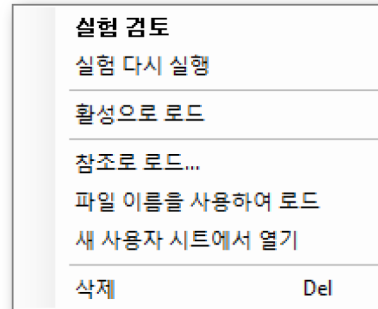 실험 검토
실험 다시 실행
활성으로 로드
참조로 로드...
파일 이름을 사용하여 로드
새 사용자 시트에서 열기
삭제 Del